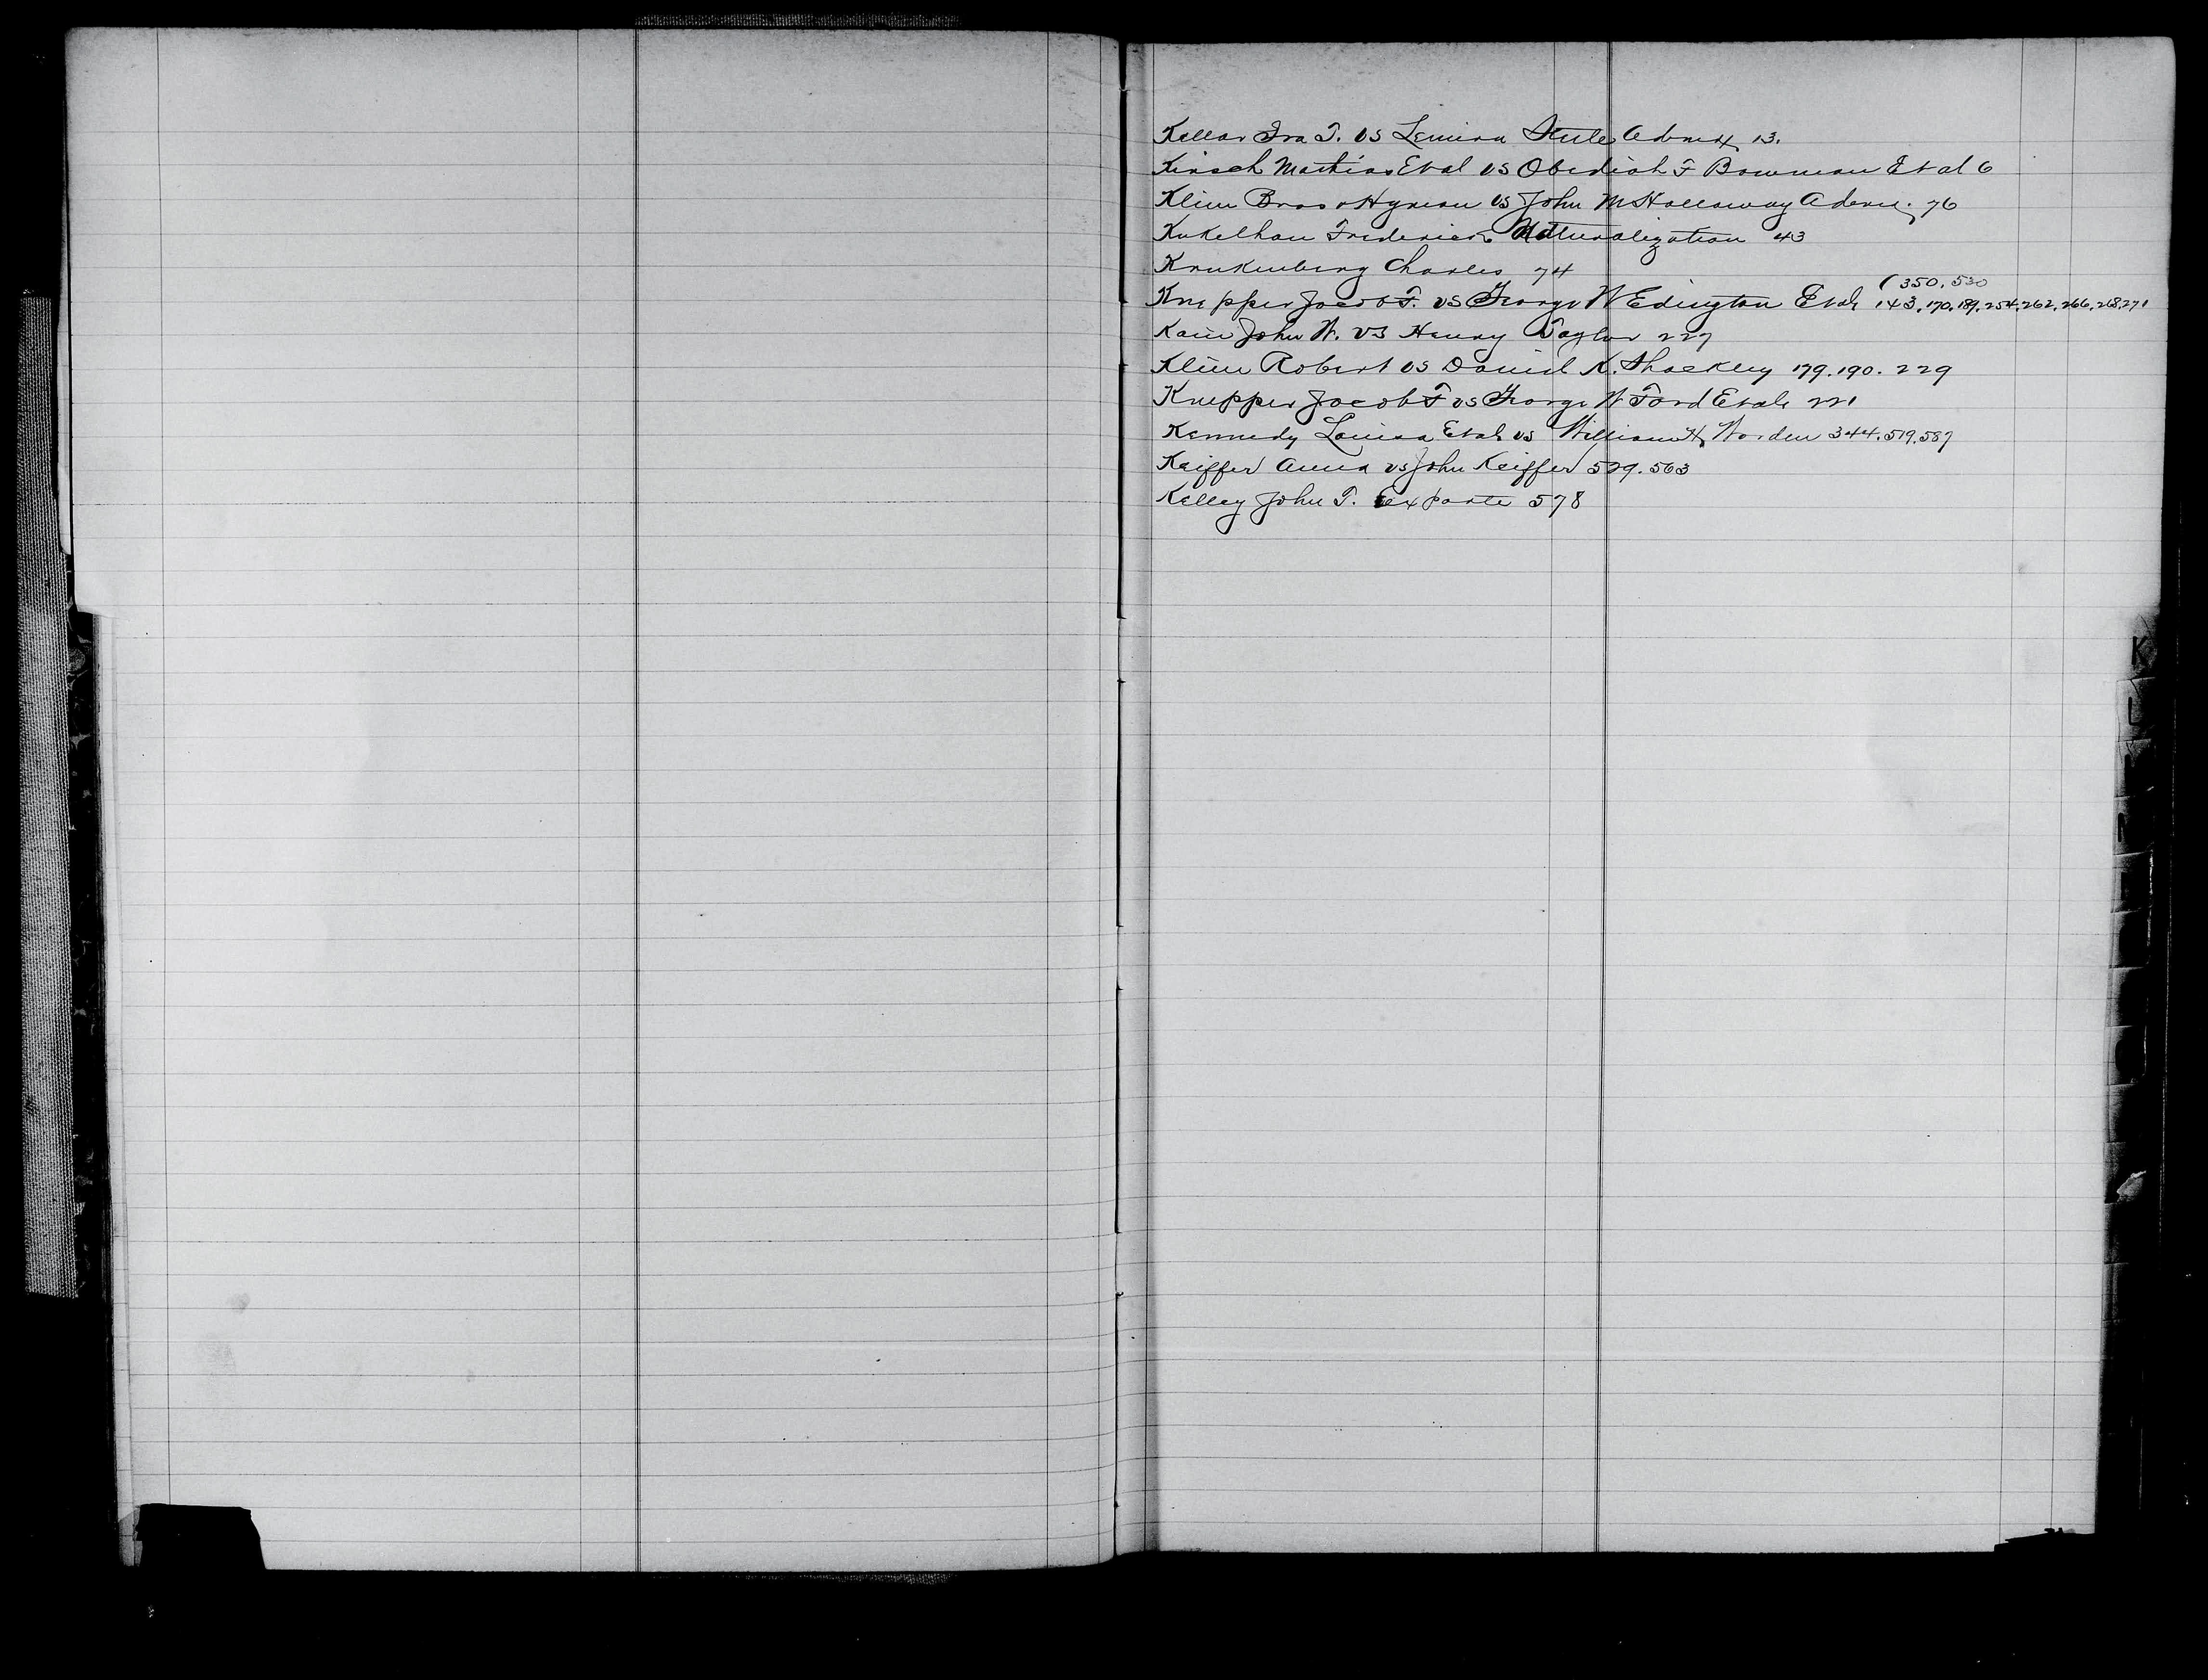 Kellar Ira T. vs Lemira Steele Admx 13.
Kirsch Mathias Et al vs Obediah F Bowman Et al 6
Kline Bros & Hyman vs John M Halloway Adm. 76
Kukelhan Frederick Naturalization 43
Krukenberg Charles 74
( 350, 530
Knepper Jacob F. vs George W Edington Et al 143, 170, 189, 254, 262, 266, 268, 271
Kain John W. vs Henry Taylor 227
Kline Robert vs Daniel K. Shockley 179. 190. 229
Knepper Jacob F vs George W Ford Et al 221
Kennedy Louisa Et al vs William H. Worden 344. 519. 587
Keiffer Anna vs John Keiffer 529. 563
Kelley John T. Ex parte 578
K
L